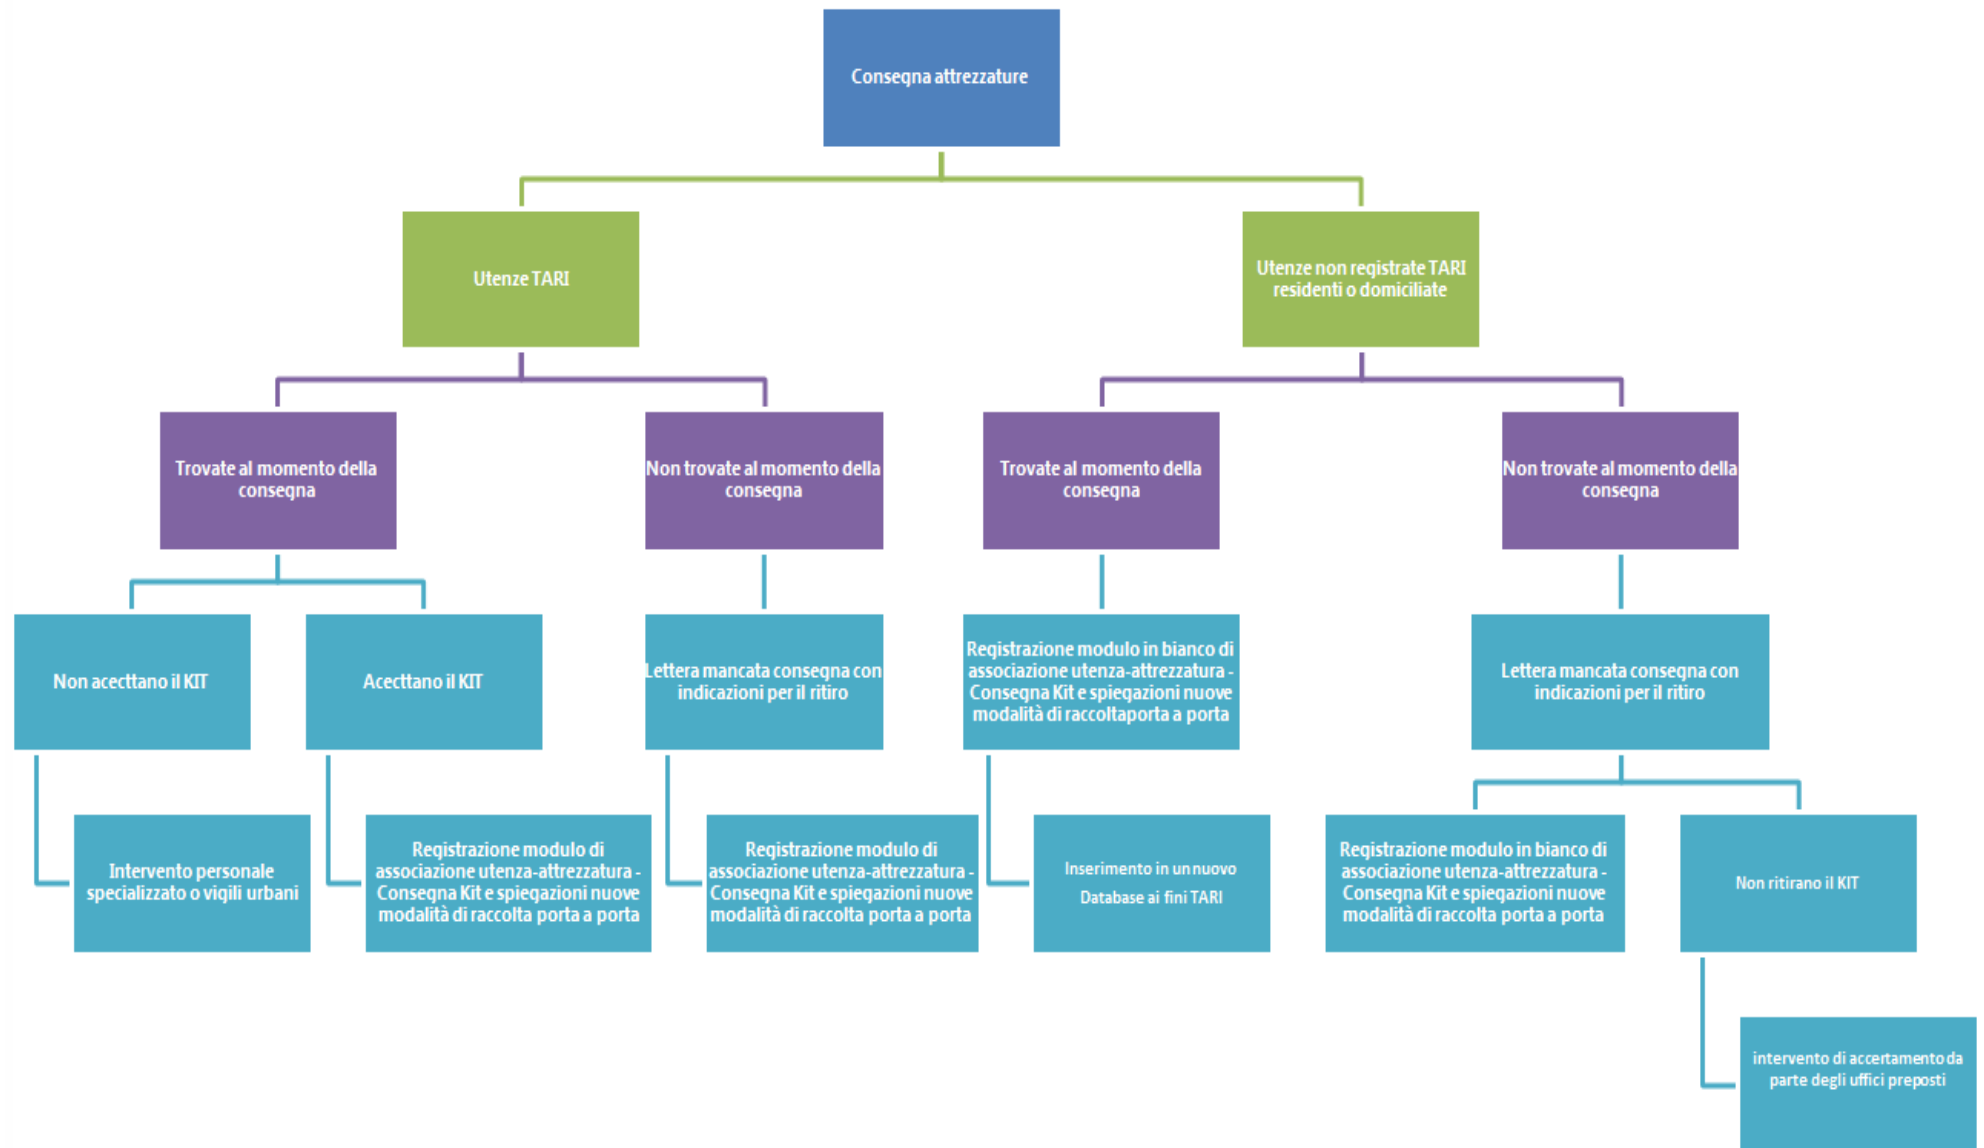 Consegna attrezzature
Utenze TARI
Utenze non registrate TARI
residenti o domiciliate
Trovate al momento della
consegna
Non trovate al momento della
consegna
Trovate al momento della
consegna
Non trovate al momento della
consegna
Non acecttano il KIT
Acecttano il KIT
Lettera mancata consegna con
indicazioni per il ritiro
Registrazione modulo in bianco di
associazione utenza-attrezzatura -
Consegna Kit e spiegazioni nuove
modalità di raccoltaporta a porta
Lettera mancata consegna con
indicazioni per il ritiro
Intervento personale
specializzato o vigili urbani
Registrazione modulo di
associazione utenza-attrezzatura -
Consegna Kit e spiegazioni nuove
modalità di raccolta porta a porta
Registrazione modulo di
associazione utenza-attrezzatura -
Consegna Kit e spiegazioni nuove
modalità di raccolta porta a porta
Inserimento in un nuovo
Database ai fini TARI
Registrazione modulo in bianco di
associazione utenza-attrezzatura -
Consegna Kit e spiegazioni nuove
modalità di raccolta porta a porta
Non ritirano il KIT
intervento di accertamento da
parte degli uffici preposti